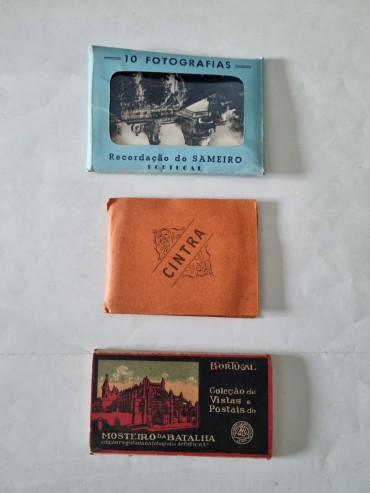 10 FOTOGRAFIAS
Recordação do SAMEIRO
PORTUGAL
CINTRA
PORTUGAL
Coleção de
Vistas e
Postais do
MOSTEIRO DA BATALHA